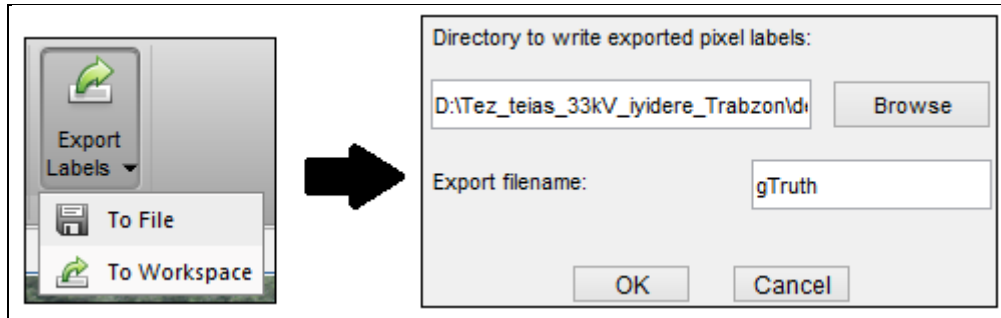 Export
Labels
To File
To Workspace
Directory to write exported pixel labels:
D:\Tez_teias_33kV_iyidere_Trabzon\d
Browse
Export filename:
gTruth
OK
Cancel